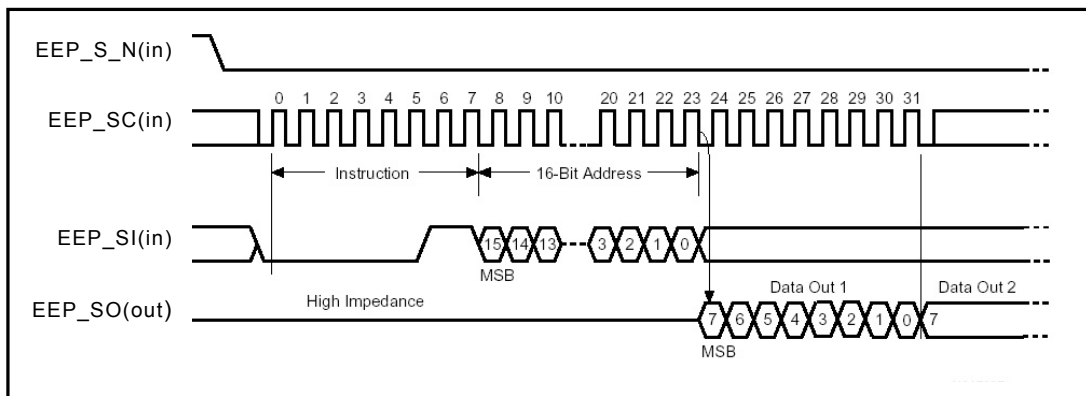 EEP_S_N(in)
0 1 2 3 4 5 6 7 8 9 10 20 21 22 23 24 25 26 27 28 29 30 31
EEP_SC(in)
Instruction 16-Bit Address
EEP_SI(in) 15 14 13 3 2 1 0
MSB
High Impedance Data Out 1 Data Out 2
EEP_SO(out) 7 6 5 4 3 2 1 0 7
MSB